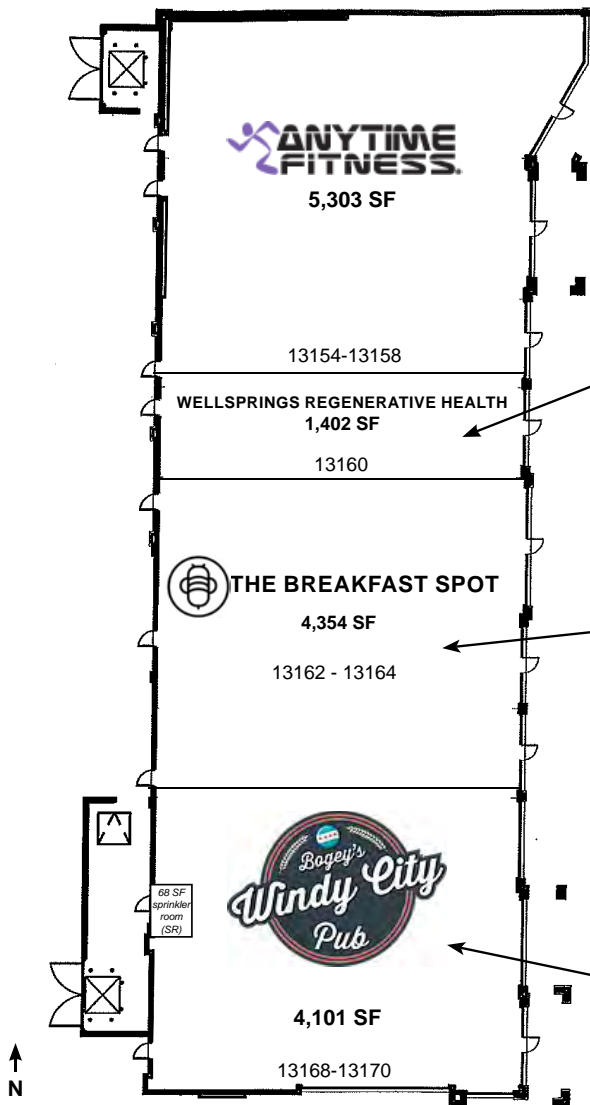 ANYTIME
FITNESS.
5,303 SF
13154-13158
WELLSPRINGS REGENERATIVE HEALTH
1,402 SF
13160
THE BREAKFAST SPOT
4,354 SF
13162 - 13164
Bogey's
Windy City
Pub
68 SF
sprinkler
room
(SR)
4,101 SF
13168-13170
N